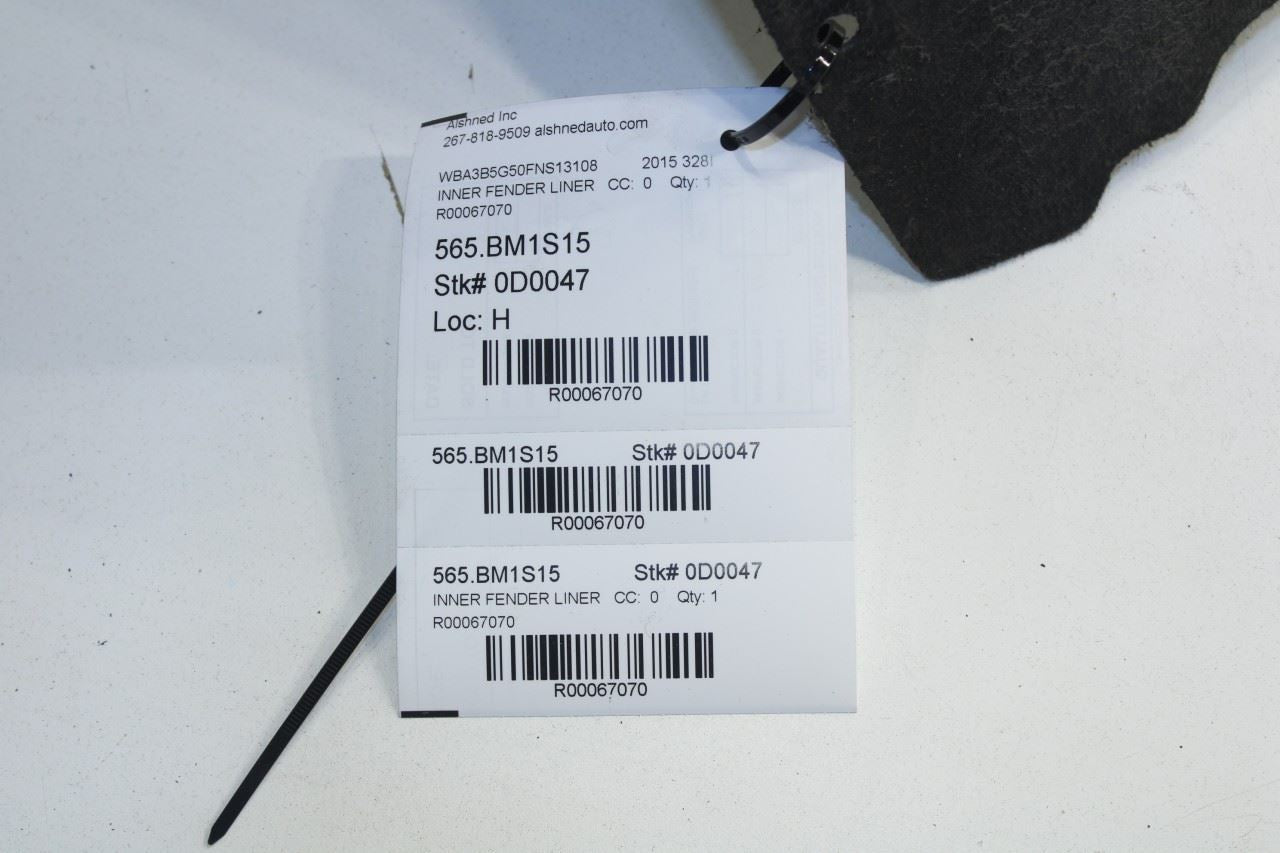 Alshned Inc
267-818-9509 alshnedauto.com
WBA3B5G50FNS13108 2015 328I
INNER FENDER LINER CC: 0 Qty: 1
R00067070
565.BM1S15
Stk# 0D0047
Loc: H
R00067070
565.BM1S15 Stk# 0D0047
R00067070
565.BM1S15 Stk# 0D0047
INNER FENDER LINER CC: 0 Qty: 1
R00067070
R00067070